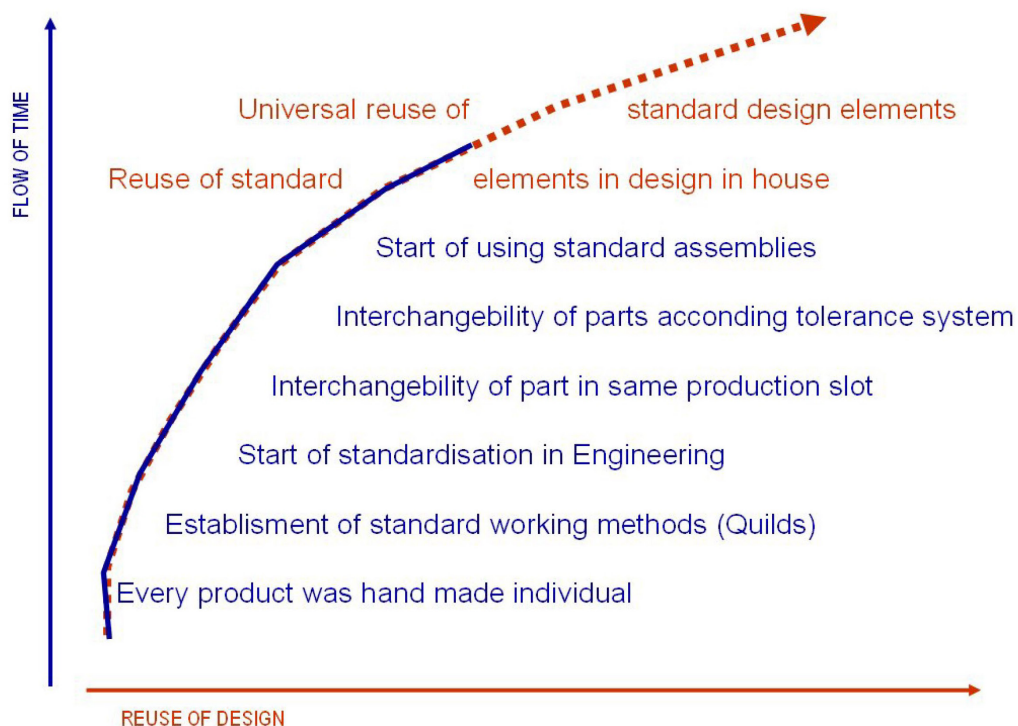 FLOW OF TIME
Universal reuse of standard design elements
Reuse of standard elements in design in house
Start of using standard assemblies
Interchangebility of parts acconding tolerance system
Interchangebility of part in same production slot
Start of standardisation in Engineering
Establisment of standard working methods (Quilds)
Every product was hand made individual
REUSE OF DESIGN